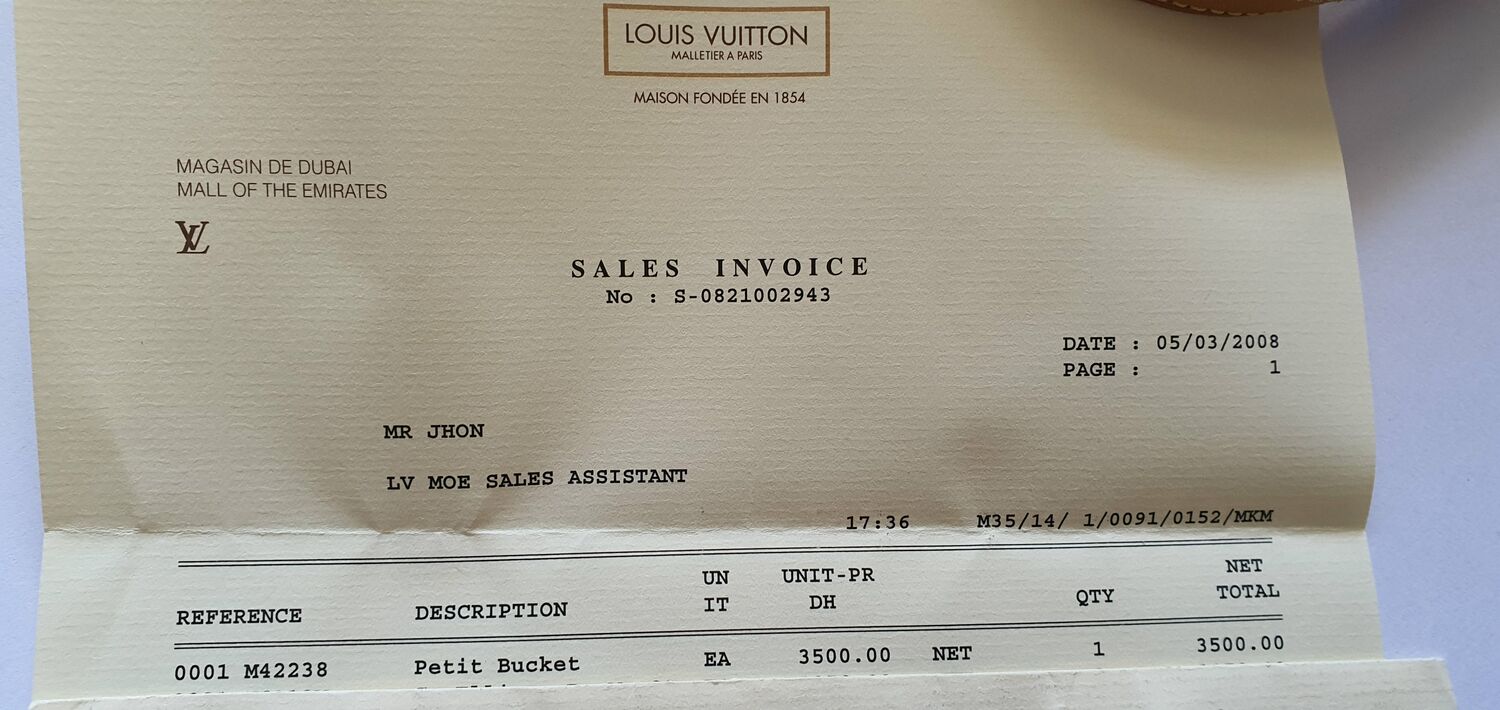 LOUIS VUITTON
MALLETIER A PARIS
MAISON FONDÉE EN 1854
MAGASIN DE DUBAI
MALL OF THE EMIRATES
LV
SALES INVOICE
No : S-0821002943
DATE : 05/03/2008
PAGE : 1
MR JHON
LV MOE SALES ASSISTANT
17:36 M35/14/ 1/0091/0152/MKM
REFERENCE DESCRIPTION UN IT UNIT-PR DH QTY NET TOTAL
0001 M42238 Petit Bucket EA 3500.00 NET 1 3500.00